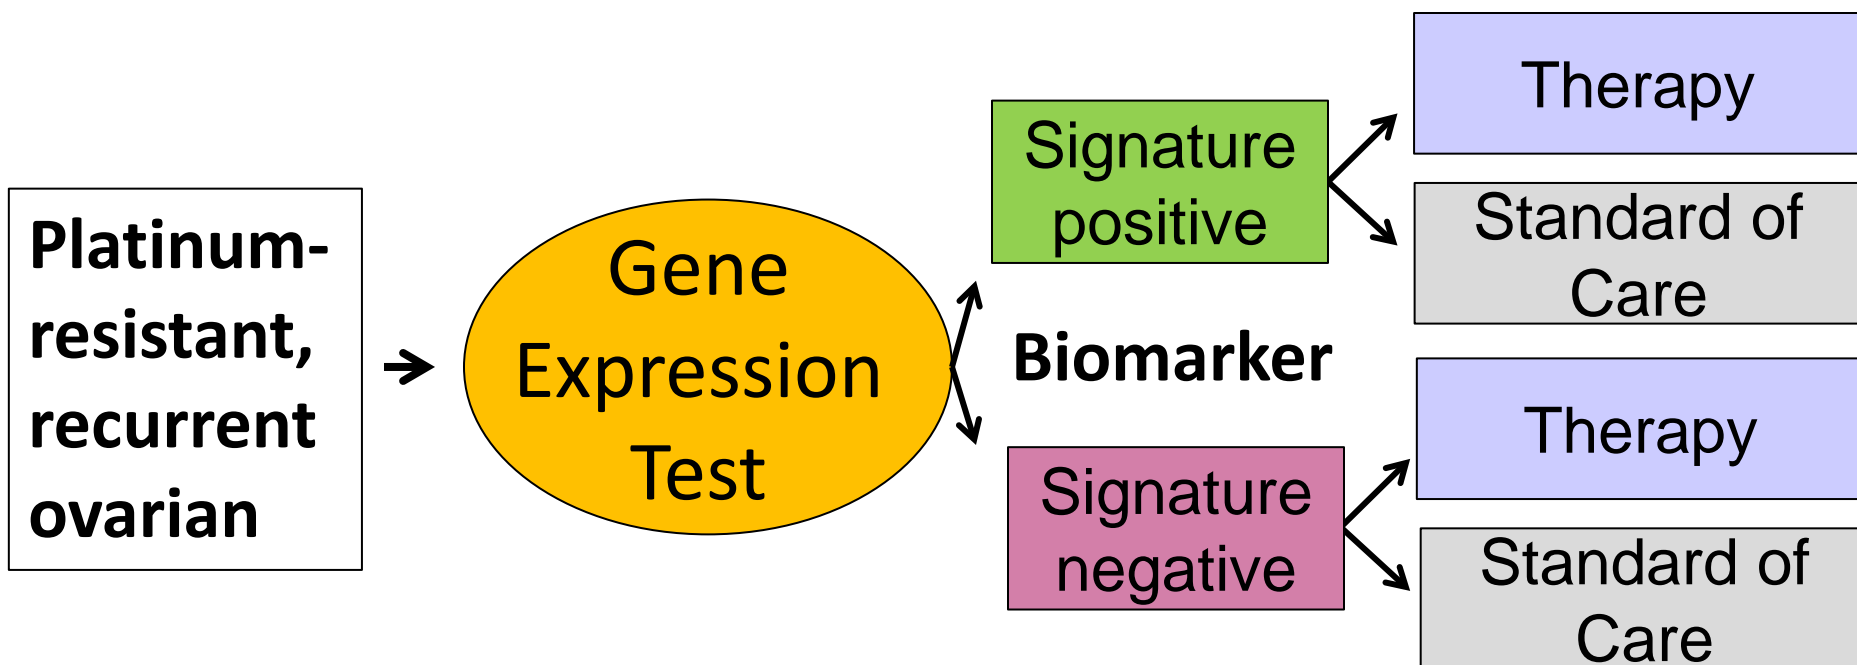 Platinum-
resistant,
recurrent
ovarian
Gene
Expression
Test
Signature
positive
Biomarker
Signature
negative
Therapy
Standard of
Care
Therapy
Standard of
Care